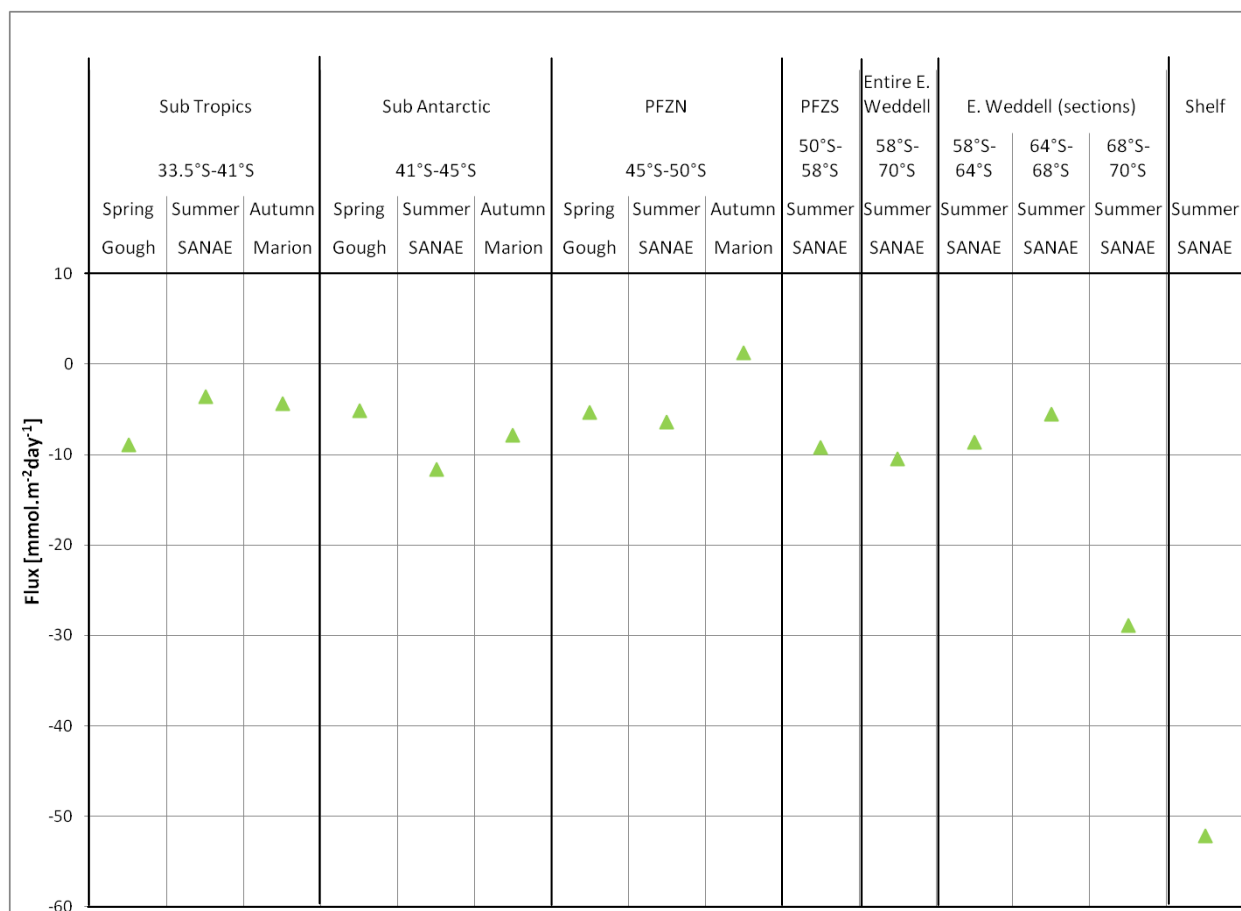 Entire E.
Sub Tropics Sub Antarctic PFZN PFZS Weddell E. Weddell (sections) Shelf
50°S- 58°S- 58°S- 64°S- 68°S-
33.5°S-41°S 41°S-45°S 45°S-50°S 58°S 70°S 64°S 68°S 70°S
Spring Summer Autumn Spring Summer Autumn Spring Summer Autumn Summer Summer Summer Summer Summer Summer
Gough SANAE Marion Gough SANAE Marion Gough SANAE Marion SANAE SANAE SANAE SANAE SANAE SANAE
10
0
-10
-20
-30
-40
-50
-60
Flux [mmol.m⁻²day⁻¹]